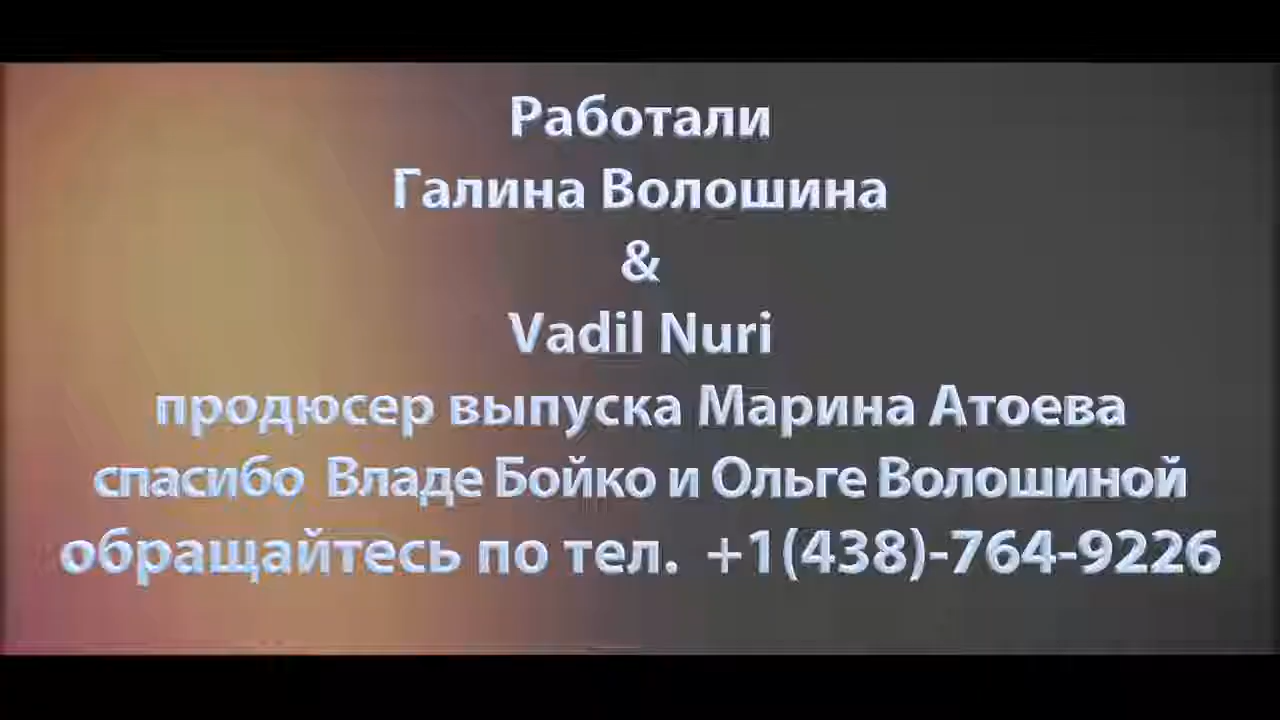 Работали
Галина Волошина
&
Vadil Nuri
продюсер выпуска Марина Атоева
спасибо Владе Бойко и Ольге Волошиной
обращайтесь по тел. +1(438)-764-9226